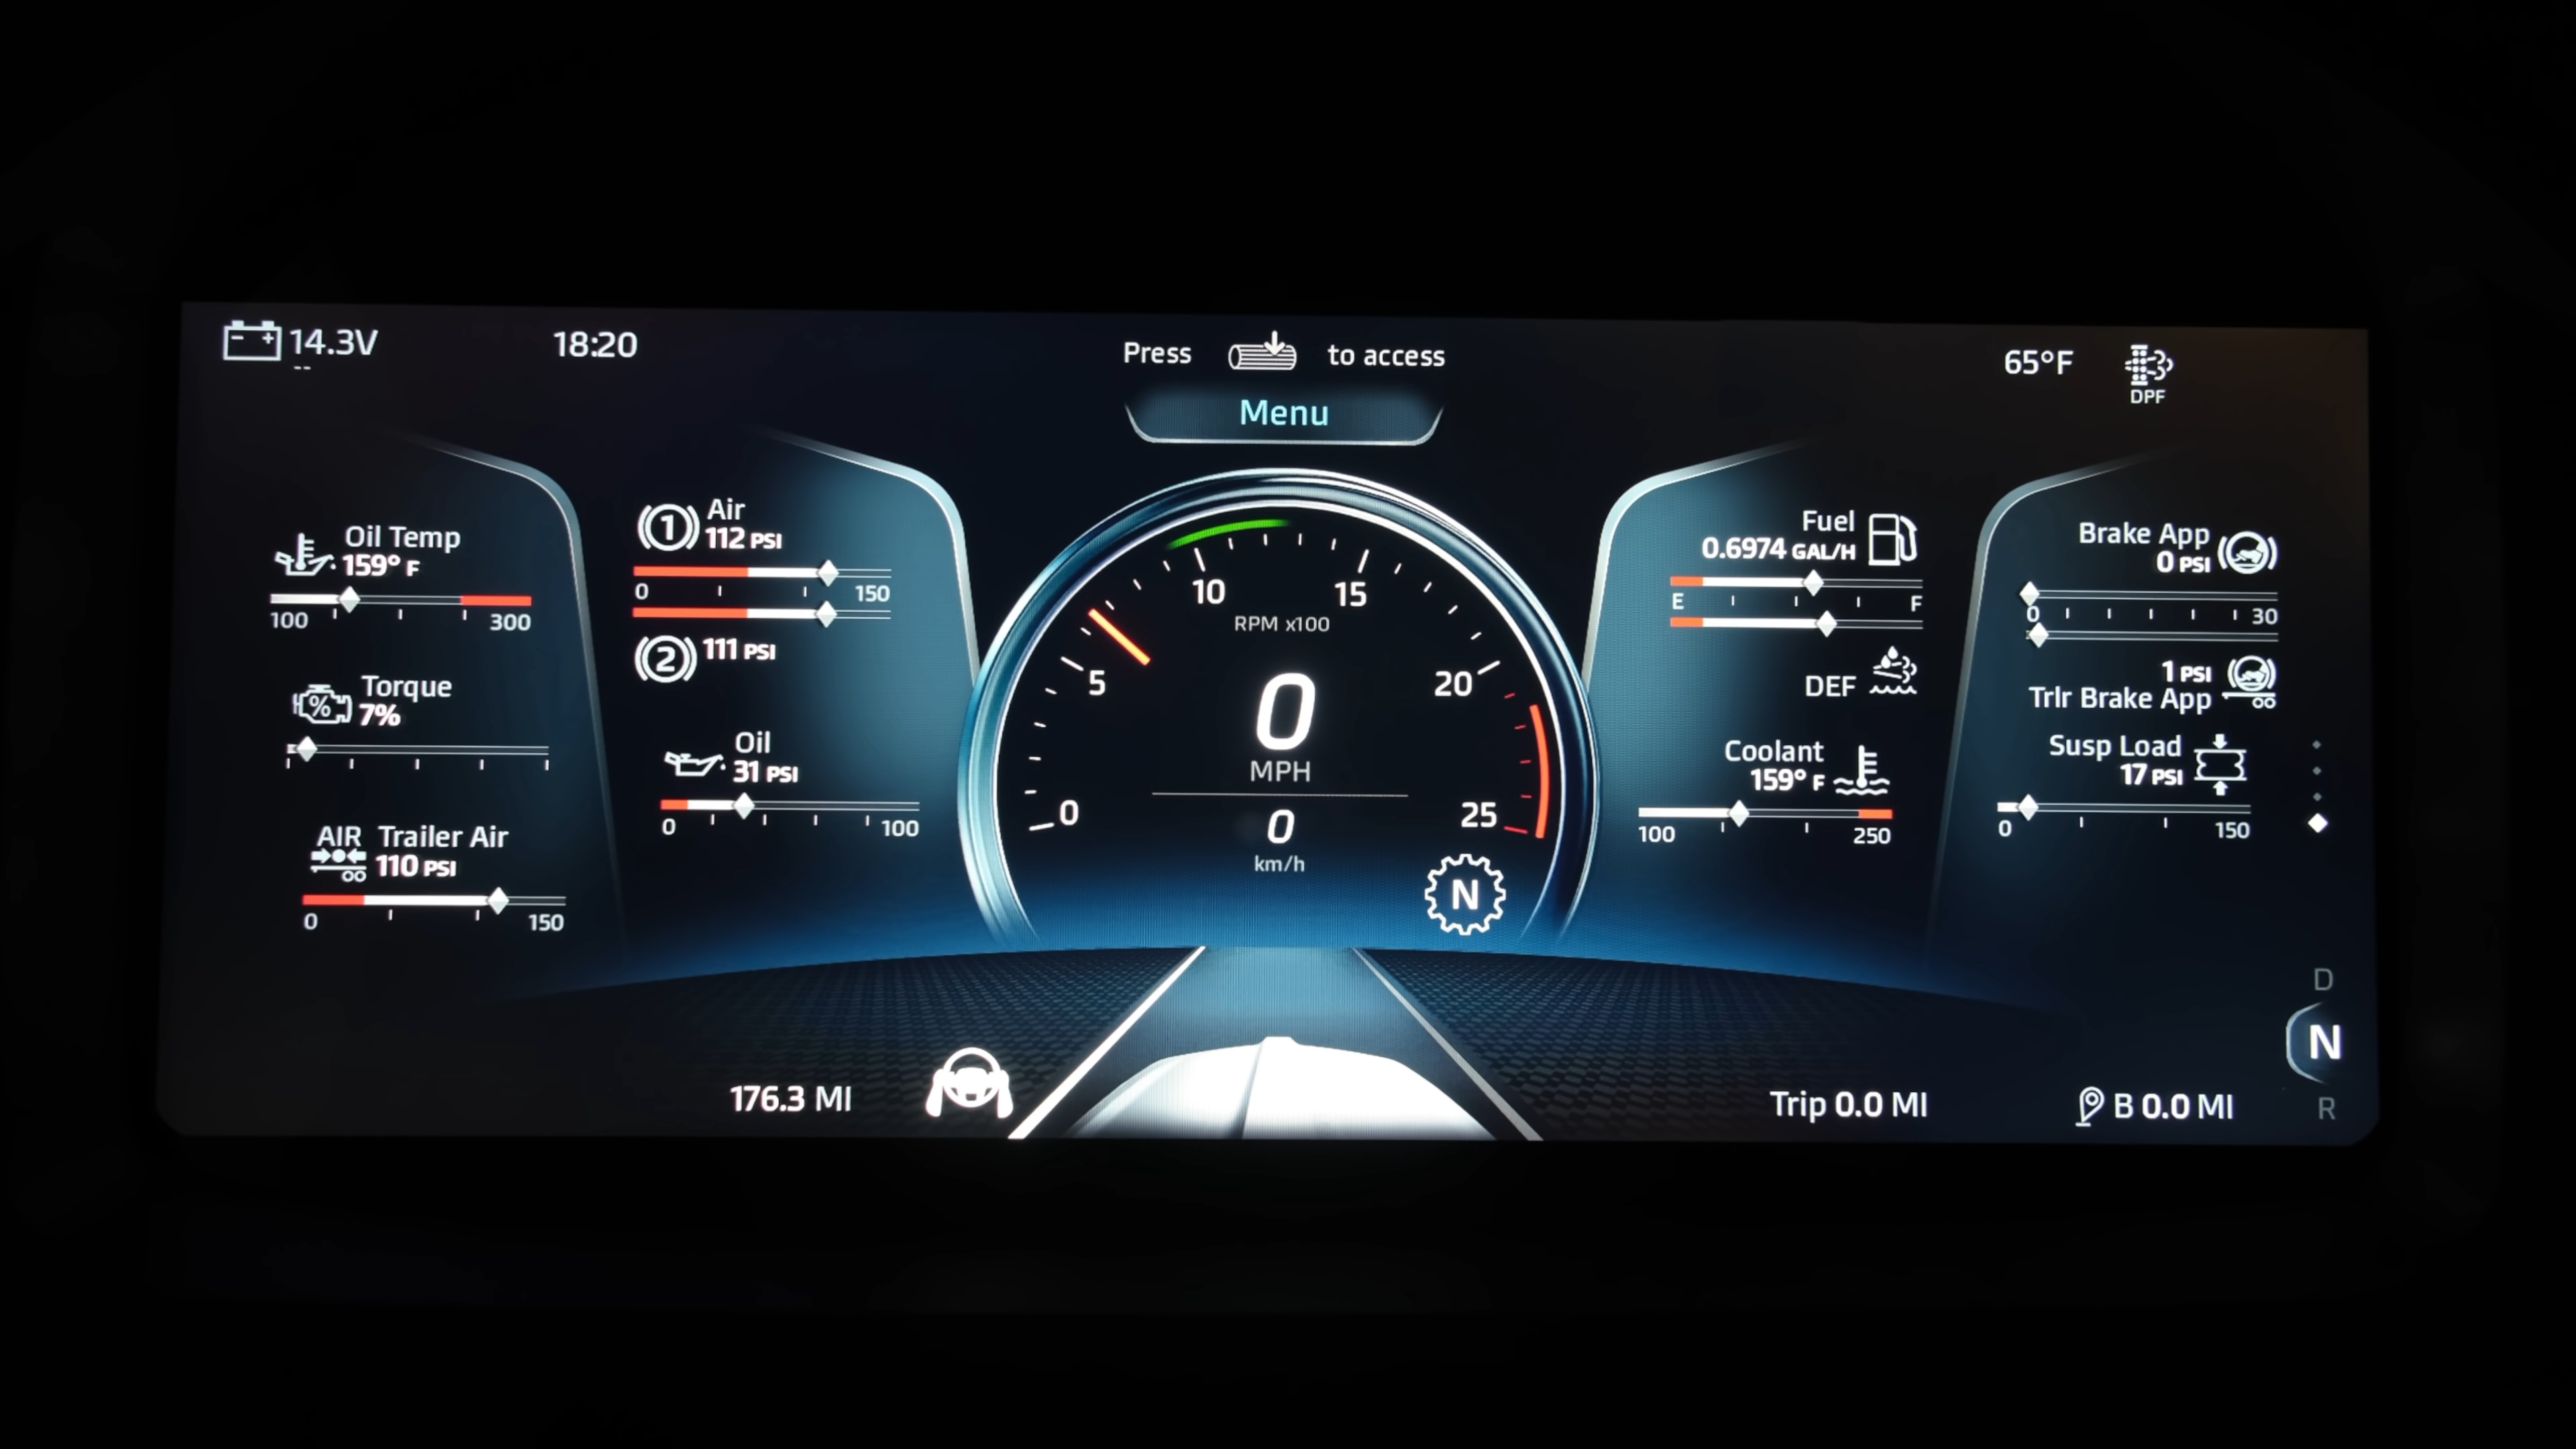 14.3V
--
18:20
Press to access
Menu
65°F
DPF
Oil Temp
159° F
100 300
Torque
7%
AIR Trailer Air
110 PSI
0 150
1 Air
112 PSI
0 150
2 111 PSI
Oil
31 PSI
0 100
0 5 10 15 20 25
RPM x100
0
MPH
0
km/h
N
Fuel
0.6974 GAL/H
E F
DEF
Coolant
159° F
100 250
Brake App
0 PSI
0 30
1 PSI
Trlr Brake App
Susp Load
17 PSI
0 150
D
N
R
176.3 MI
Trip 0.0 MI
B 0.0 MI